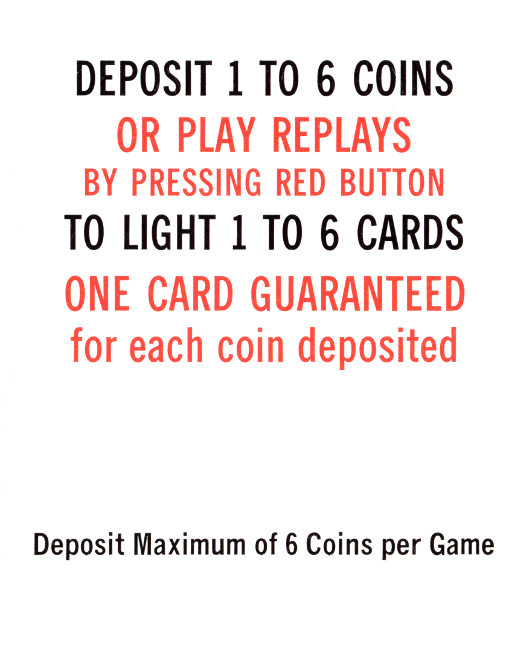 DEPOSIT 1 TO 6 COINS
OR PLAY REPLAYS
BY PRESSING RED BUTTON
TO LIGHT 1 TO 6 CARDS
ONE CARD GUARANTEED
for each coin deposited
Deposit Maximum of 6 Coins per Game